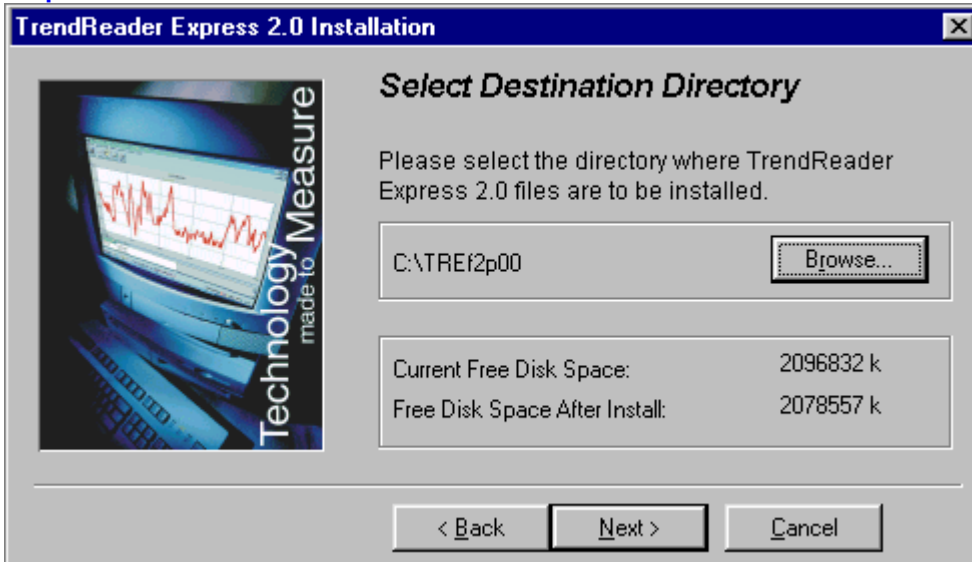 TrendReader Express 2.0 Installation
Select Destination Directory
Please select the directory where TrendReader
Express 2.0 files are to be installed.
C:\TREf2p00
Browse...
Current Free Disk Space: 2096832 k
Free Disk Space After Install: 2078557 k
Technology
made to Measure
< Back
Next >
Cancel